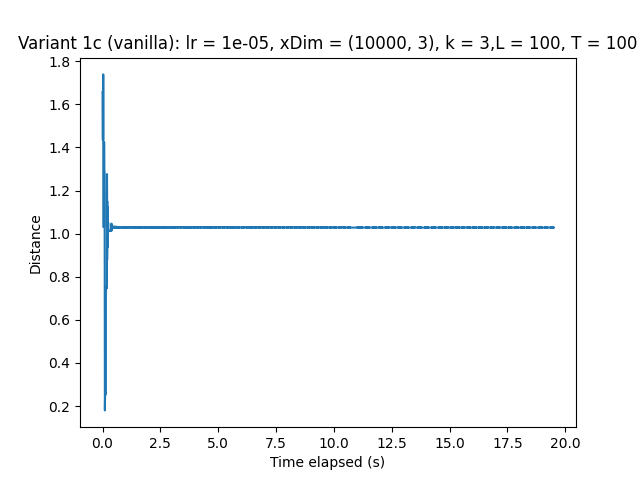 Variant 1c (vanilla): lr = 1e-05, xDim = (10000, 3), k = 3,L = 100, T = 100
1.8
1.6
1.4
1.2
1.0
0.8
0.6
0.4
0.2
Distance
0.0 2.5 5.0 7.5 10.0 12.5 15.0 17.5 20.0
Time elapsed (s)